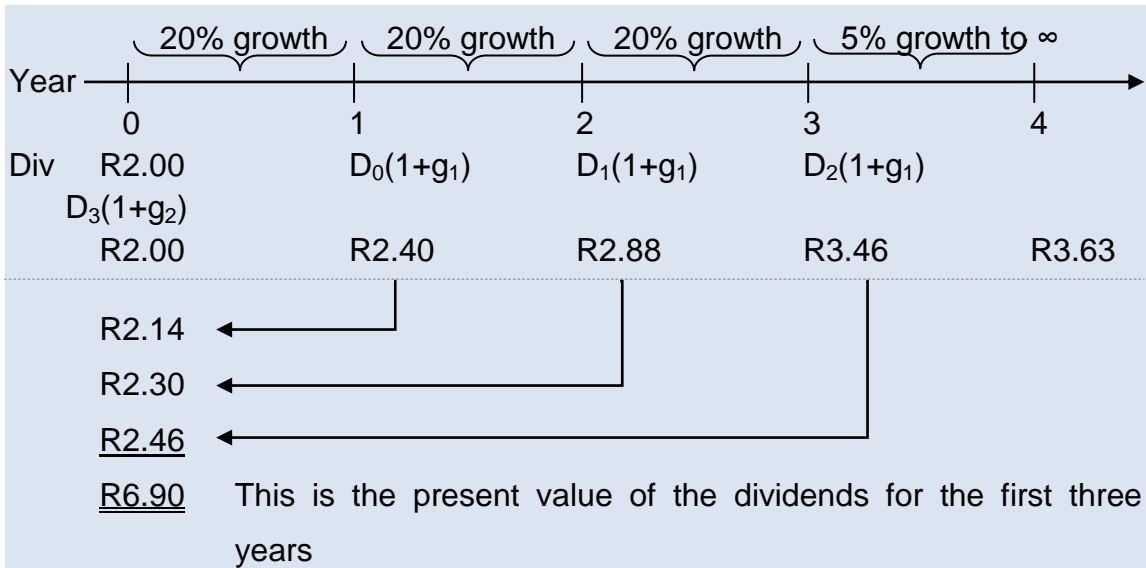 20% growth 20% growth 20% growth 5% growth to ∞
Year
0 1 2 3 4
Div R2.00 D₀(1+g₁) D₁(1+g₁) D₂(1+g₁)
D₃(1+g₂)
R2.00 R2.40 R2.88 R3.46 R3.63
R2.14
R2.30
R2.46
R6.90 This is the present value of the dividends for the first three
years